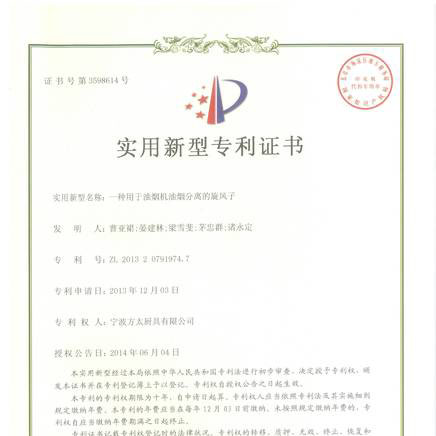 证书号第3598614号
实用新型专利证书
实用新型名称:一种用于油烟机油烟分离的旋风子
发 明 人:曹亚裙;晏建林;梁雪斐;茅忠群;诸永定
专 利 号:ZL 2013 2 0791974.7
专利申请日:2013年12月03日
专 利 权 人:宁波方太厨具有限公司
授权公告日:2014年06月04日
本实用新型经过本局依照中华人民共和国专利法进行初步审查,决定授予专利权,颁
发本证书并在专利登记簿上予以登记。专利权自授权公告之日起生效。
本专利的专利权期限为十年,自申请日起算。专利权人应当依照专利法及其实施细则
规定缴纳年费。本专利的年费应当在每年12月03日前缴纳。未按照规定缴纳年费的,专
利权自应当缴纳年费期满之日起终止。
专利证书记载专利权登记时的法律状况。专利权的转移、质押、无效、终止、恢复和